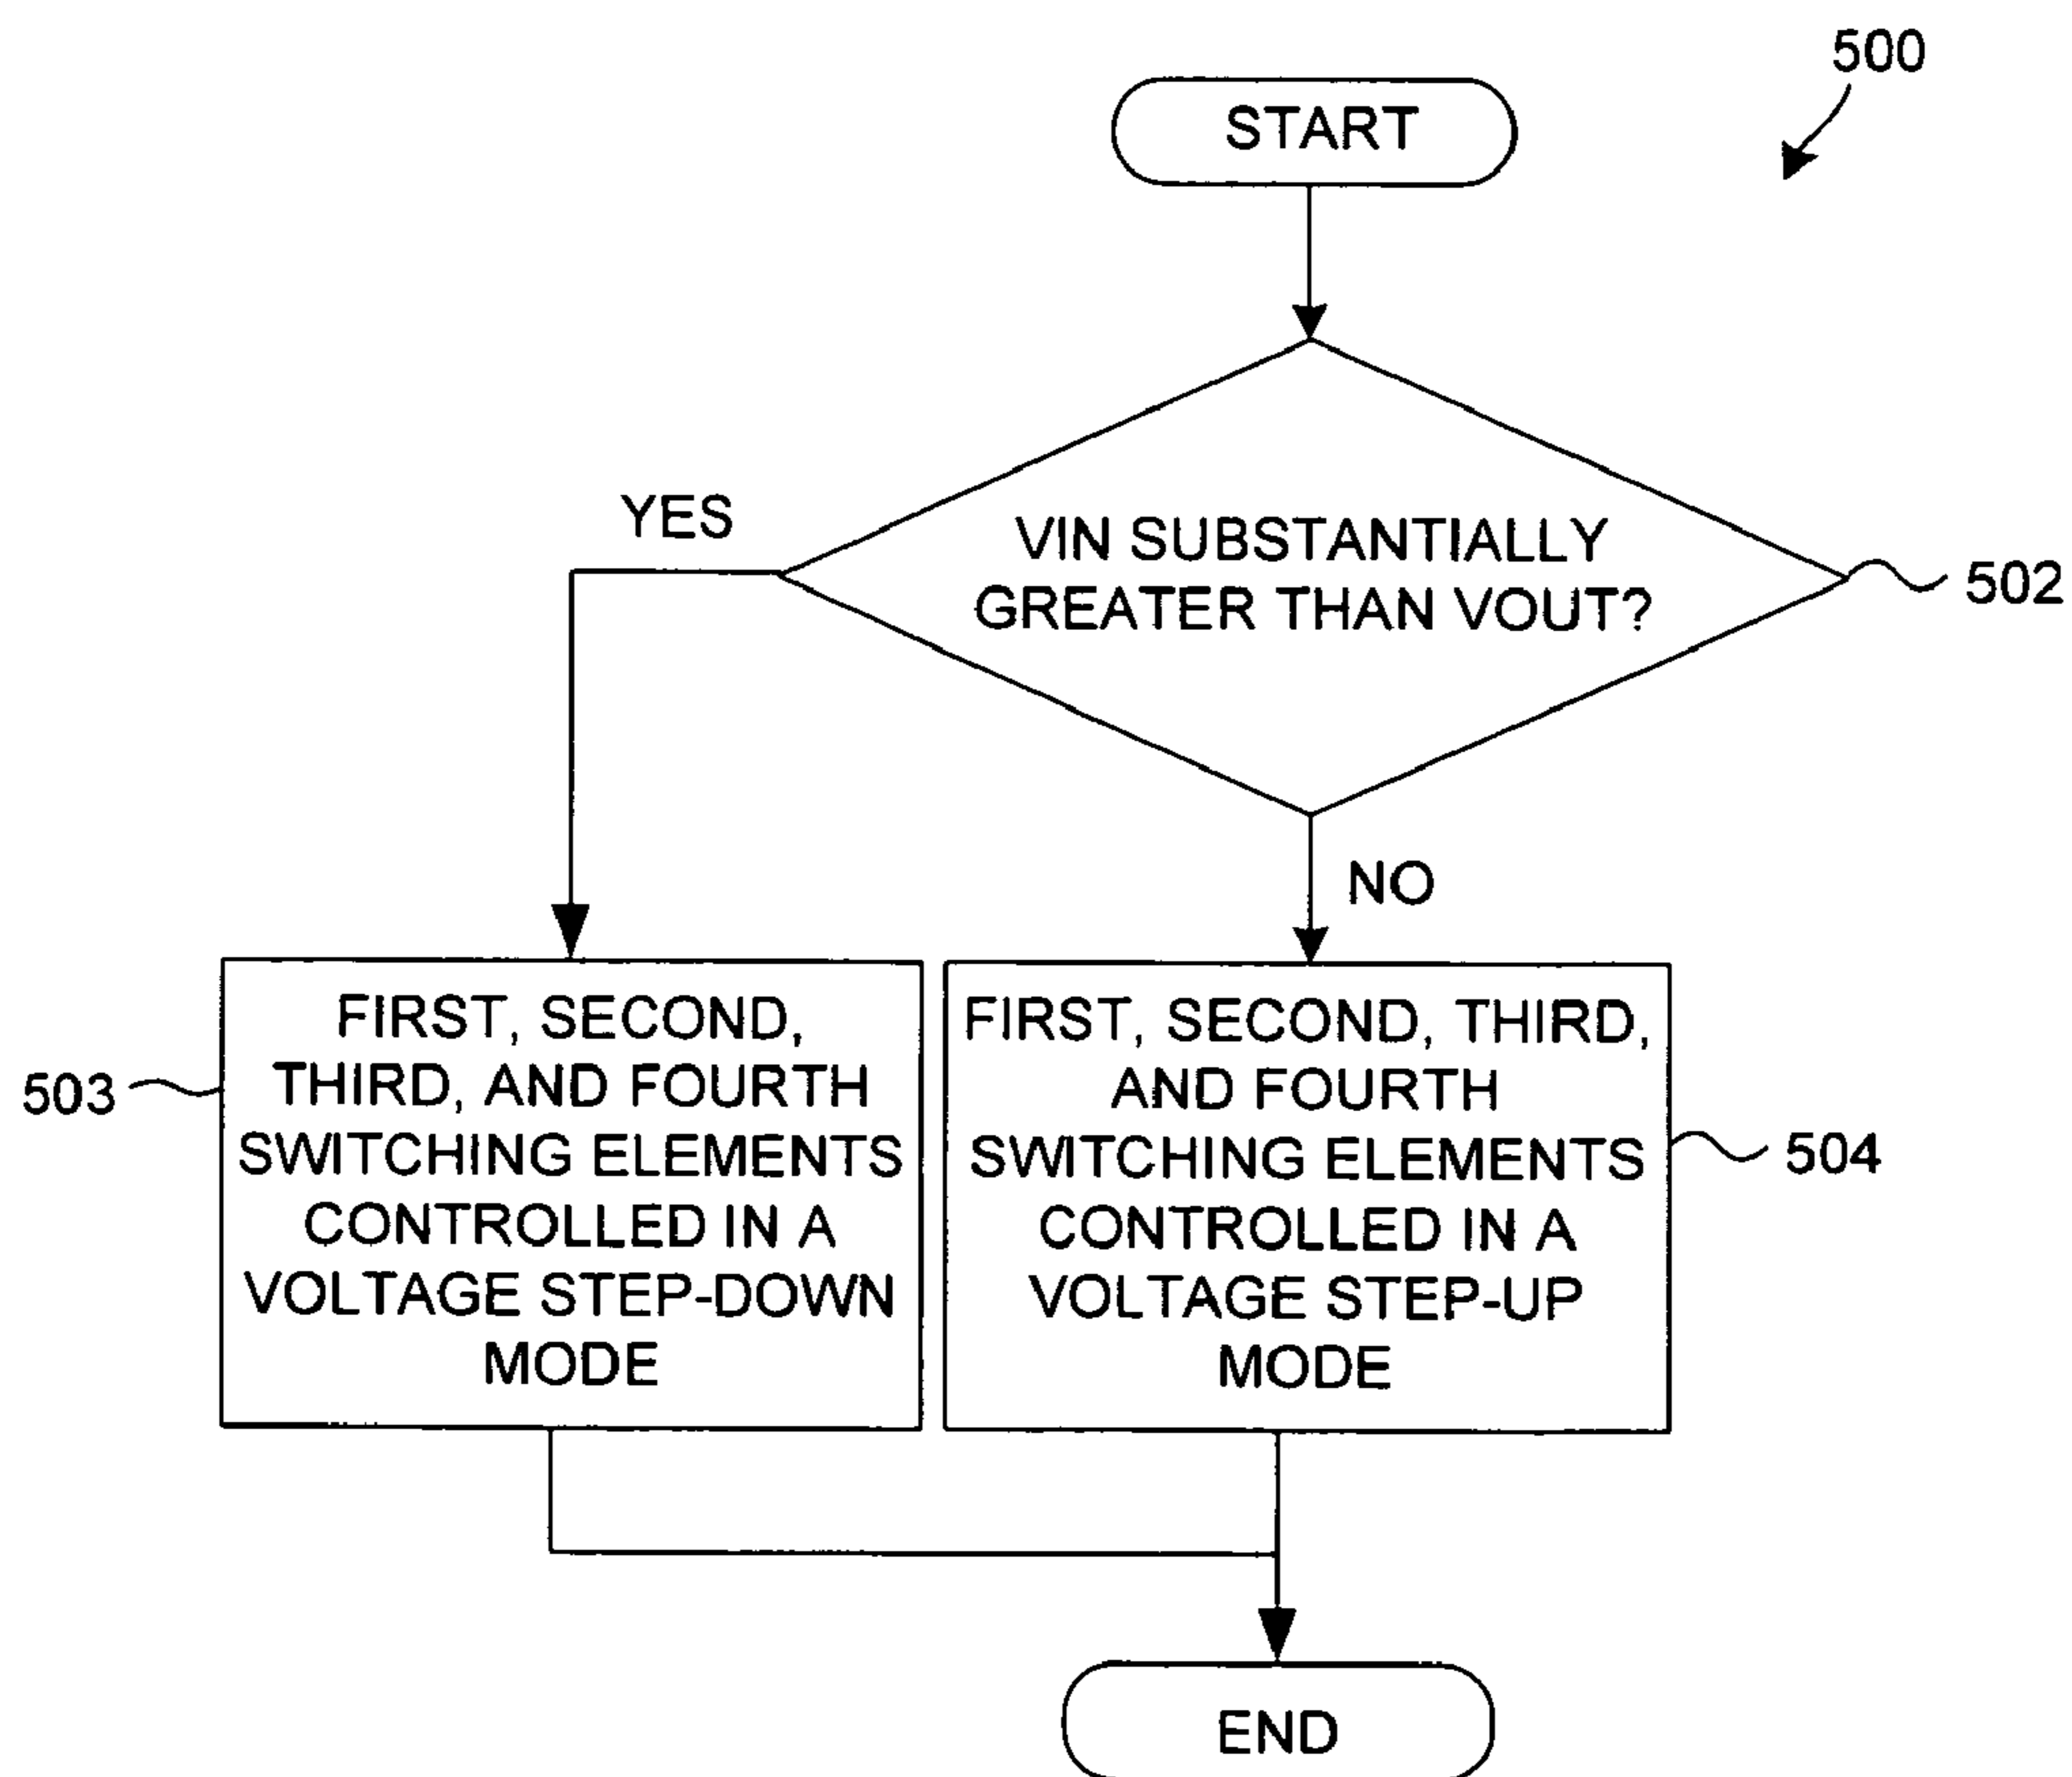 500
START
YES
VIN SUBSTANTIALLY
GREATER THAN VOUT?
502
NO
503
FIRST, SECOND,
THIRD, AND FOURTH
SWITCHING ELEMENTS
CONTROLLED IN A
VOLTAGE STEP-DOWN
MODE
FIRST, SECOND, THIRD,
AND FOURTH
SWITCHING ELEMENTS
CONTROLLED IN A
VOLTAGE STEP-UP
MODE
504
END